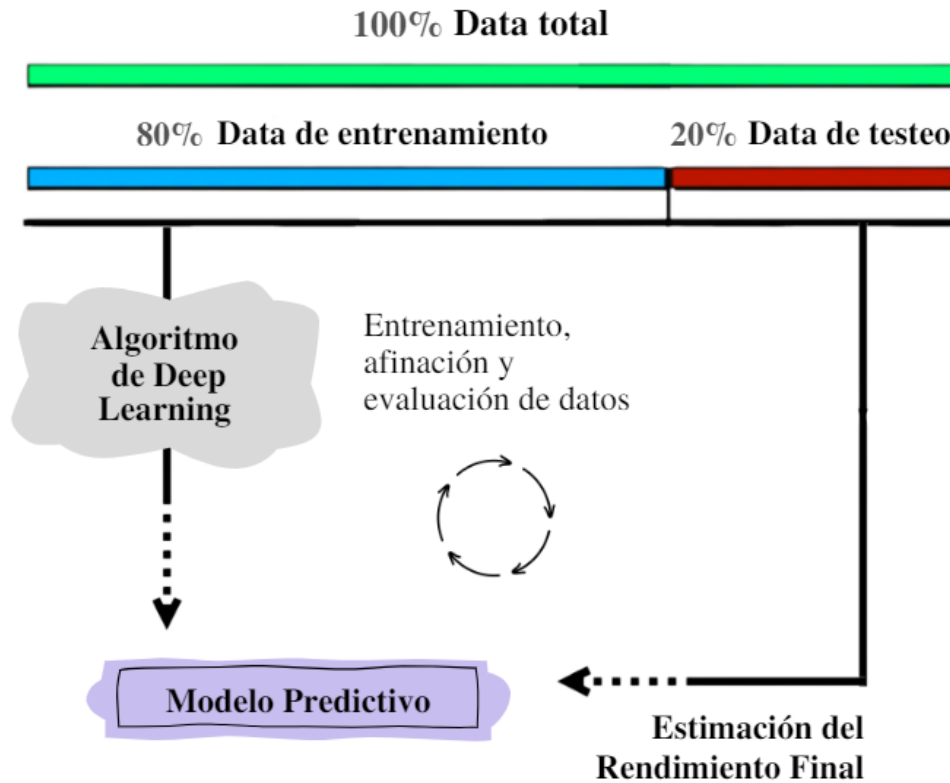 100% Data total
80% Data de entrenamiento
20% Data de testeo
Algoritmo
de Deep
Learning
Entrenamiento,
afinación y
evaluación de datos
Modelo Predictivo
Estimación del
Rendimiento Final